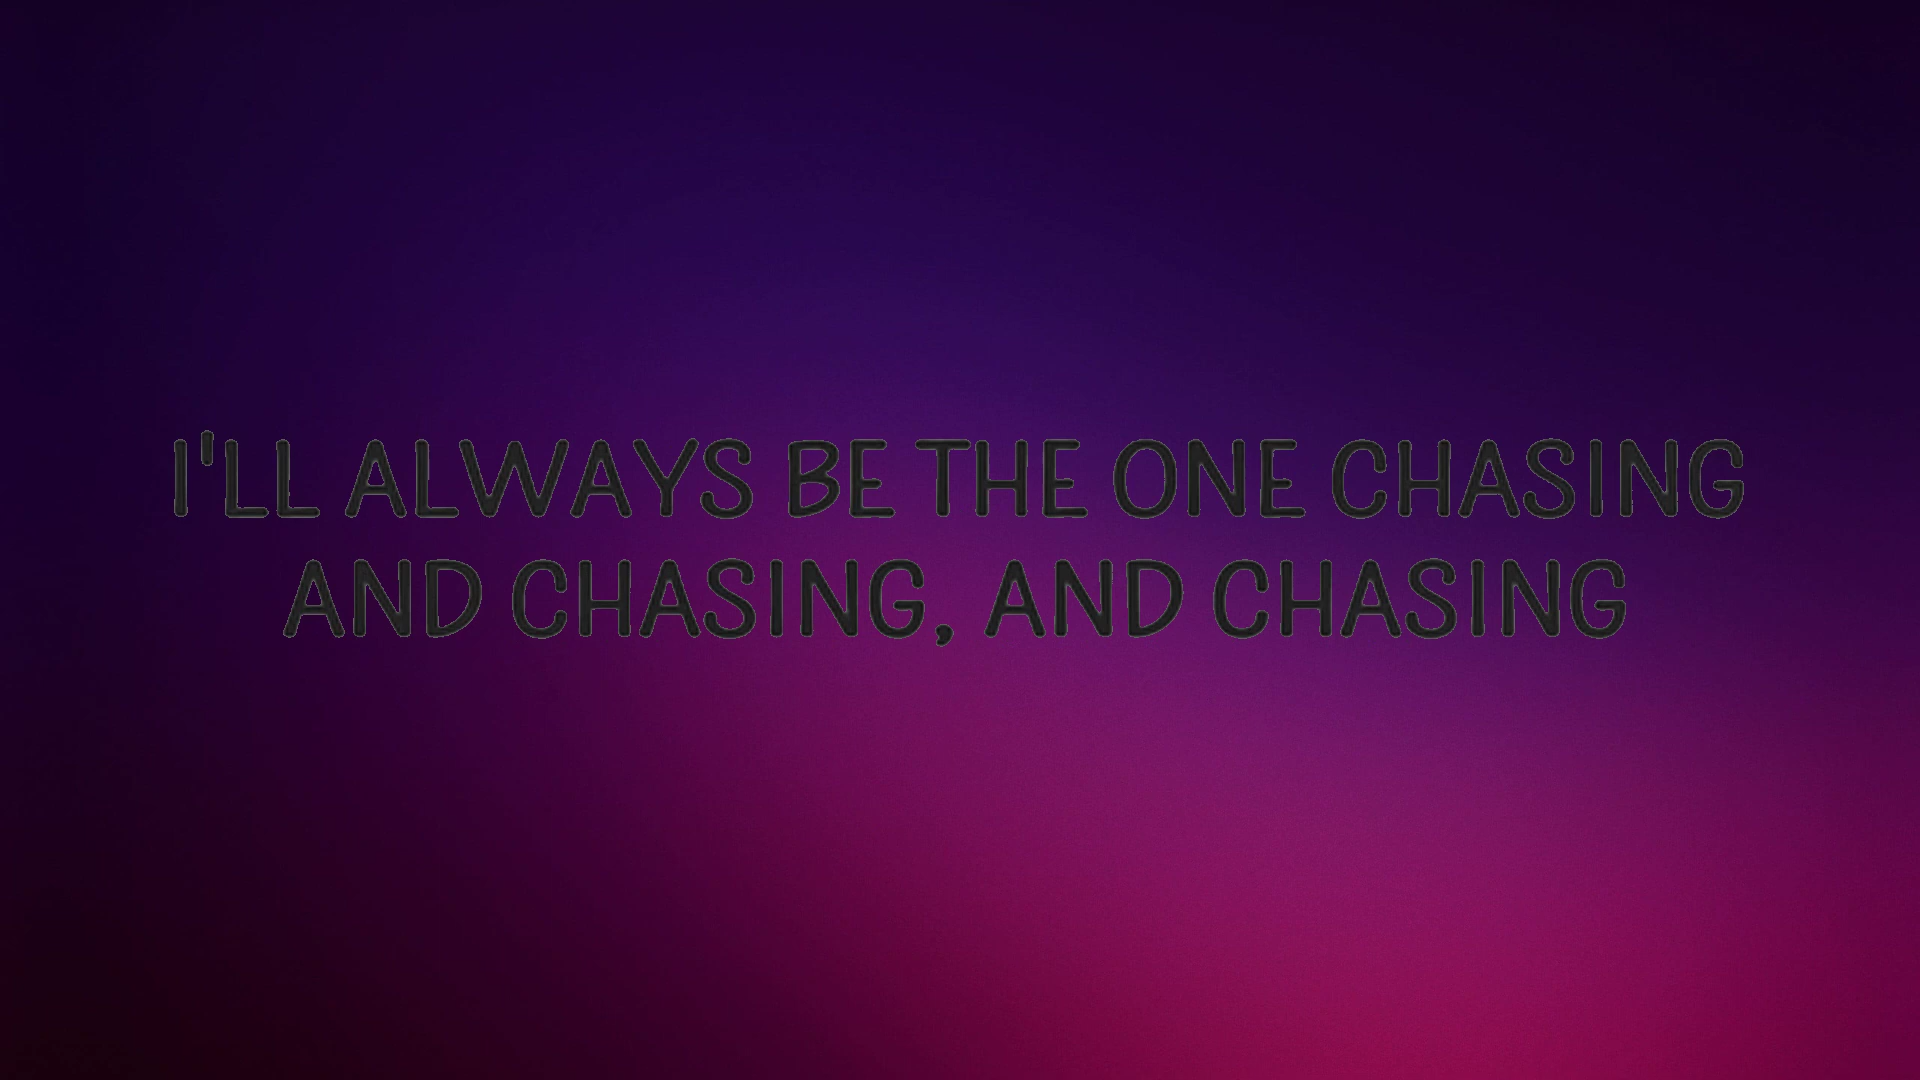 I'LL ALWAYS BE THE ONE CHASING
AND CHASING, AND CHASING